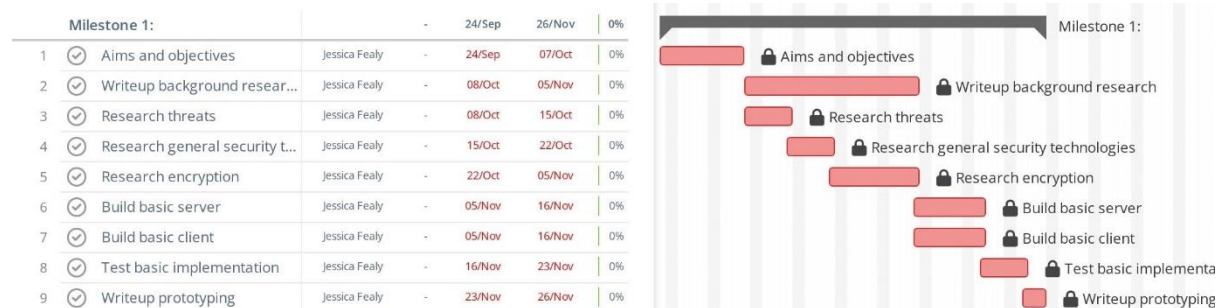 Milestone 1: - 24/Sep 26/Nov 0% Milestone 1:
1 Aims and objectives Jessica Fealy - 24/Sep 07/Oct 0% Aims and objectives
2 Writeup background resear... Jessica Fealy - 08/Oct 05/Nov 0% Writeup background research
3 Research threats Jessica Fealy - 08/Oct 15/Oct 0% Research threats
4 Research general security t... Jessica Fealy - 15/Oct 22/Oct 0% Research general security technologies
5 Research encryption Jessica Fealy - 22/Oct 05/Nov 0% Research encryption
6 Build basic server Jessica Fealy - 05/Nov 16/Nov 0% Build basic server
7 Build basic client Jessica Fealy - 05/Nov 16/Nov 0% Build basic client
8 Test basic implementation Jessica Fealy - 16/Nov 23/Nov 0% Test basic implementa
9 Writeup prototyping Jessica Fealy - 23/Nov 26/Nov 0% Writeup prototyping